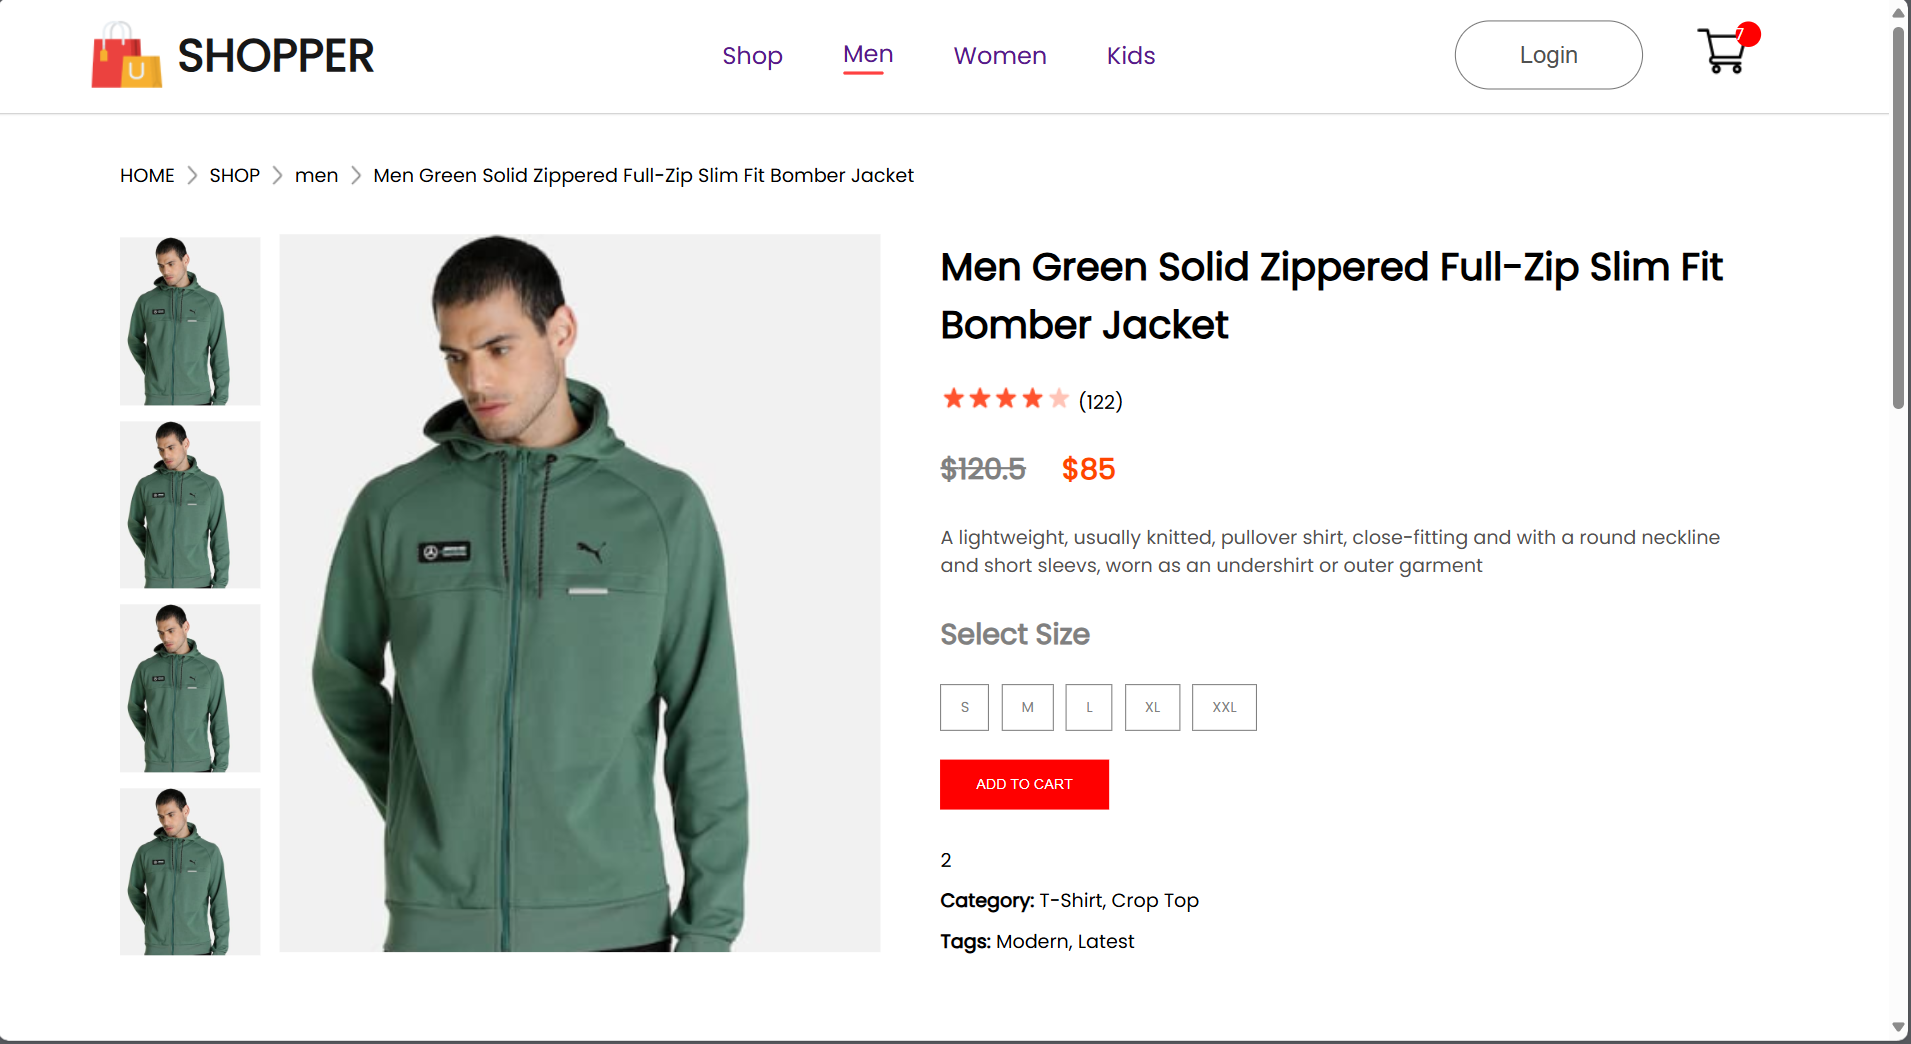 SHOPPER
Shop
Men
Women
Kids
Login
7
HOME
SHOP
men
Men Green Solid Zippered Full-Zip Slim Fit Bomber Jacket
Men Green Solid Zippered Full-Zip Slim Fit
Bomber Jacket
(122)
$120.5 $85
A lightweight, usually knitted, pullover shirt, close-fitting and with a round neckline
and short sleevs, worn as an undershirt or outer garment
Select Size
S
M
L
XL
XXL
ADD TO CART
2
Category: T-Shirt, Crop Top
Tags: Modern, Latest